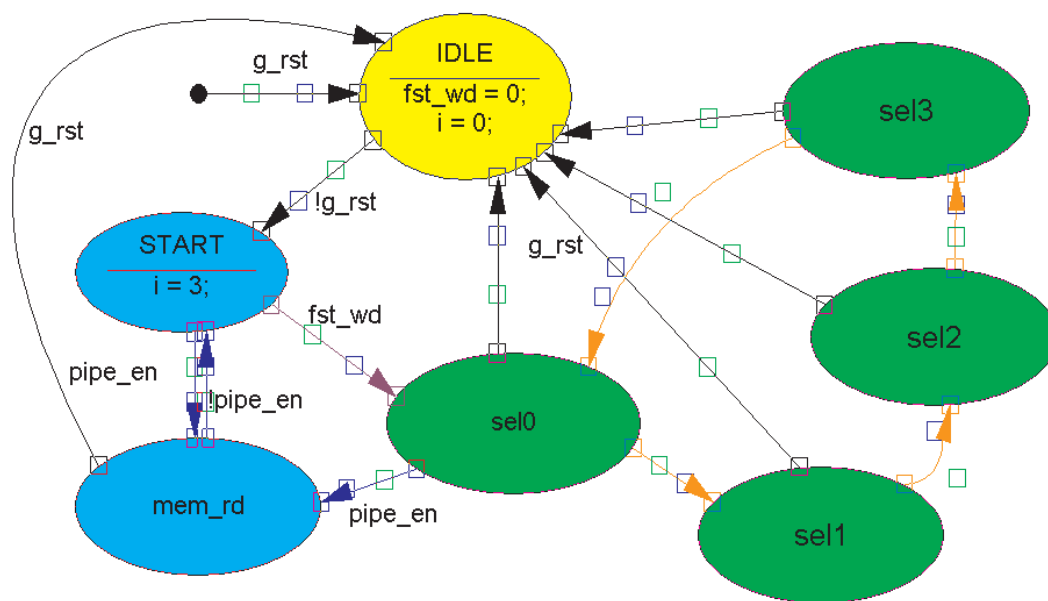 IDLE
g_rst
fst_wd = 0;
i = 0;
sel3
g_rst
!g_rst
START
i = 3;
g_rst
fst_wd
sel2
pipe_en
!pipe_en
sel0
mem_rd
pipe_en
sel1